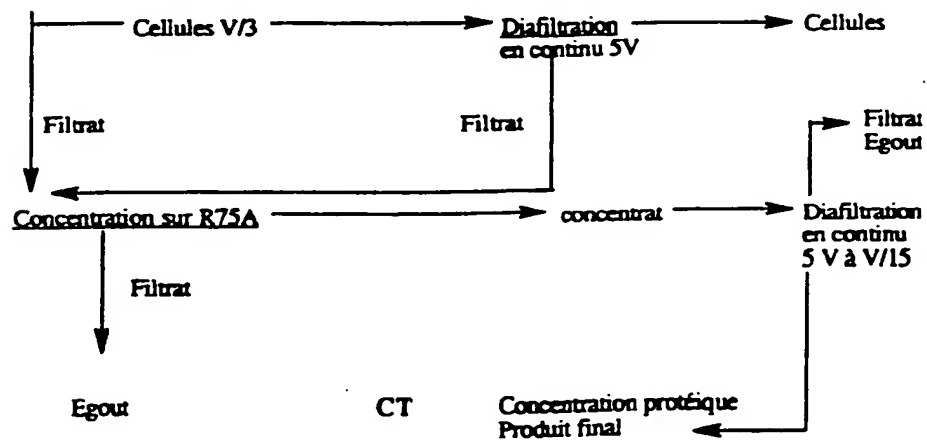 Cellules V/3
Diafiltration
en continu 5V
Cellules
Filtrat
Filtrat
Filtrat
Egout
Concentration sur R75A
concentrat
Diafiltration
en continu
5 V à V/15
Filtrat
Egout
CT
Concentration protéique
Produit final